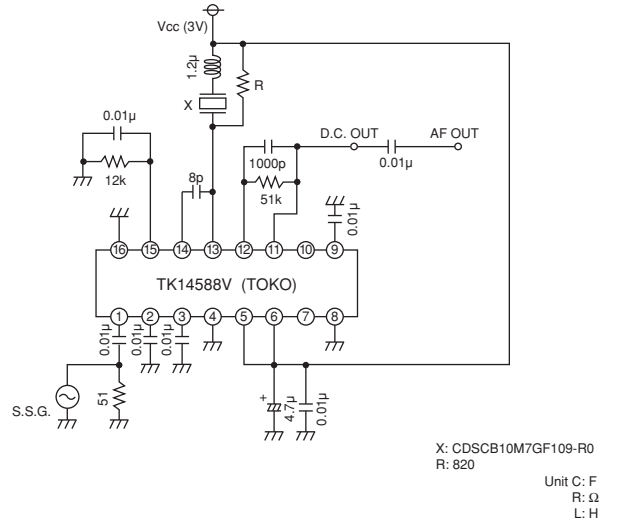 Vcc (3V)
1.2μ
R
X
0.01μ
12k
8p
1000p
51k
D.C. OUT
0.01μ
AF OUT
0.01μ
16 15 14 13 12 11 10 9
TK14588V (TOKO)
1 2 3 4 5 6 7 8
0.01μ
0.01μ
0.01μ
S.S.G.
51
+
4.7μ
0.01μ
X: CDSCB10M7GF109-R0
R: 820
Unit C: F
R: Ω
L: H